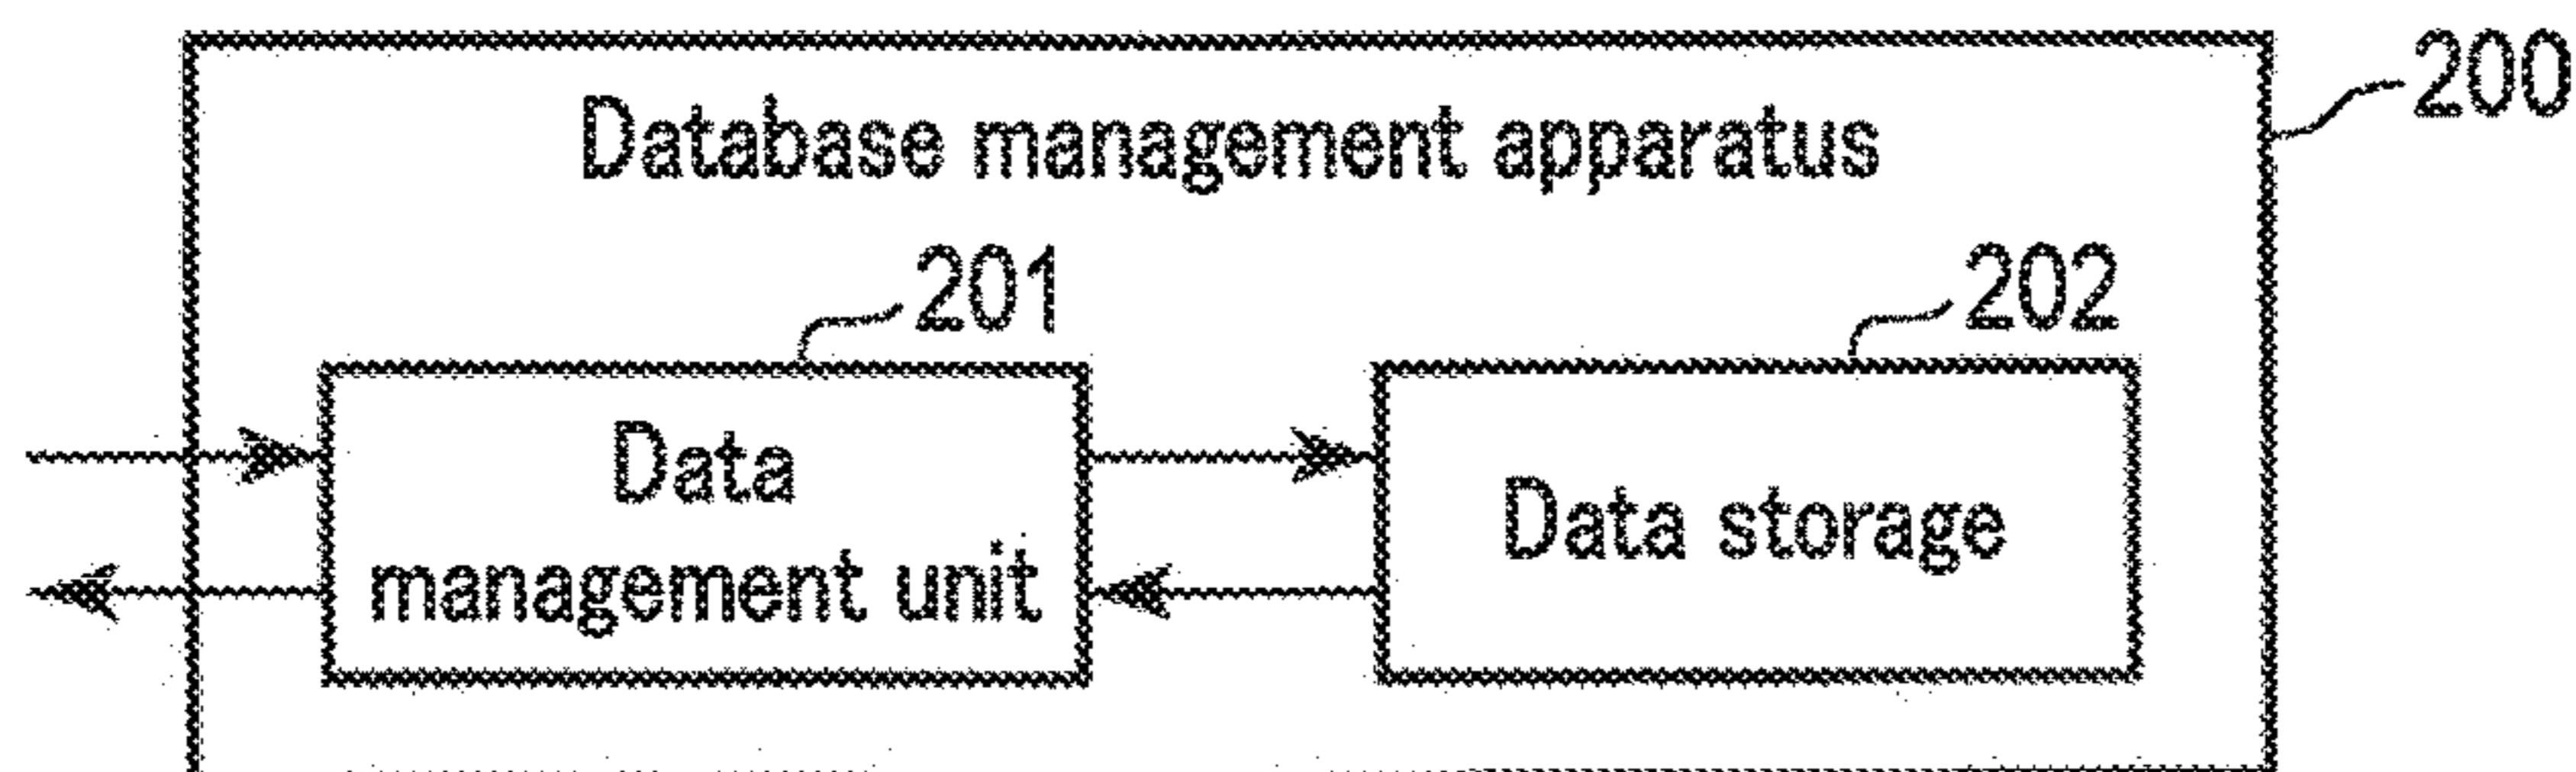 200
Database management apparatus
201
202
Data
management unit
Data storage